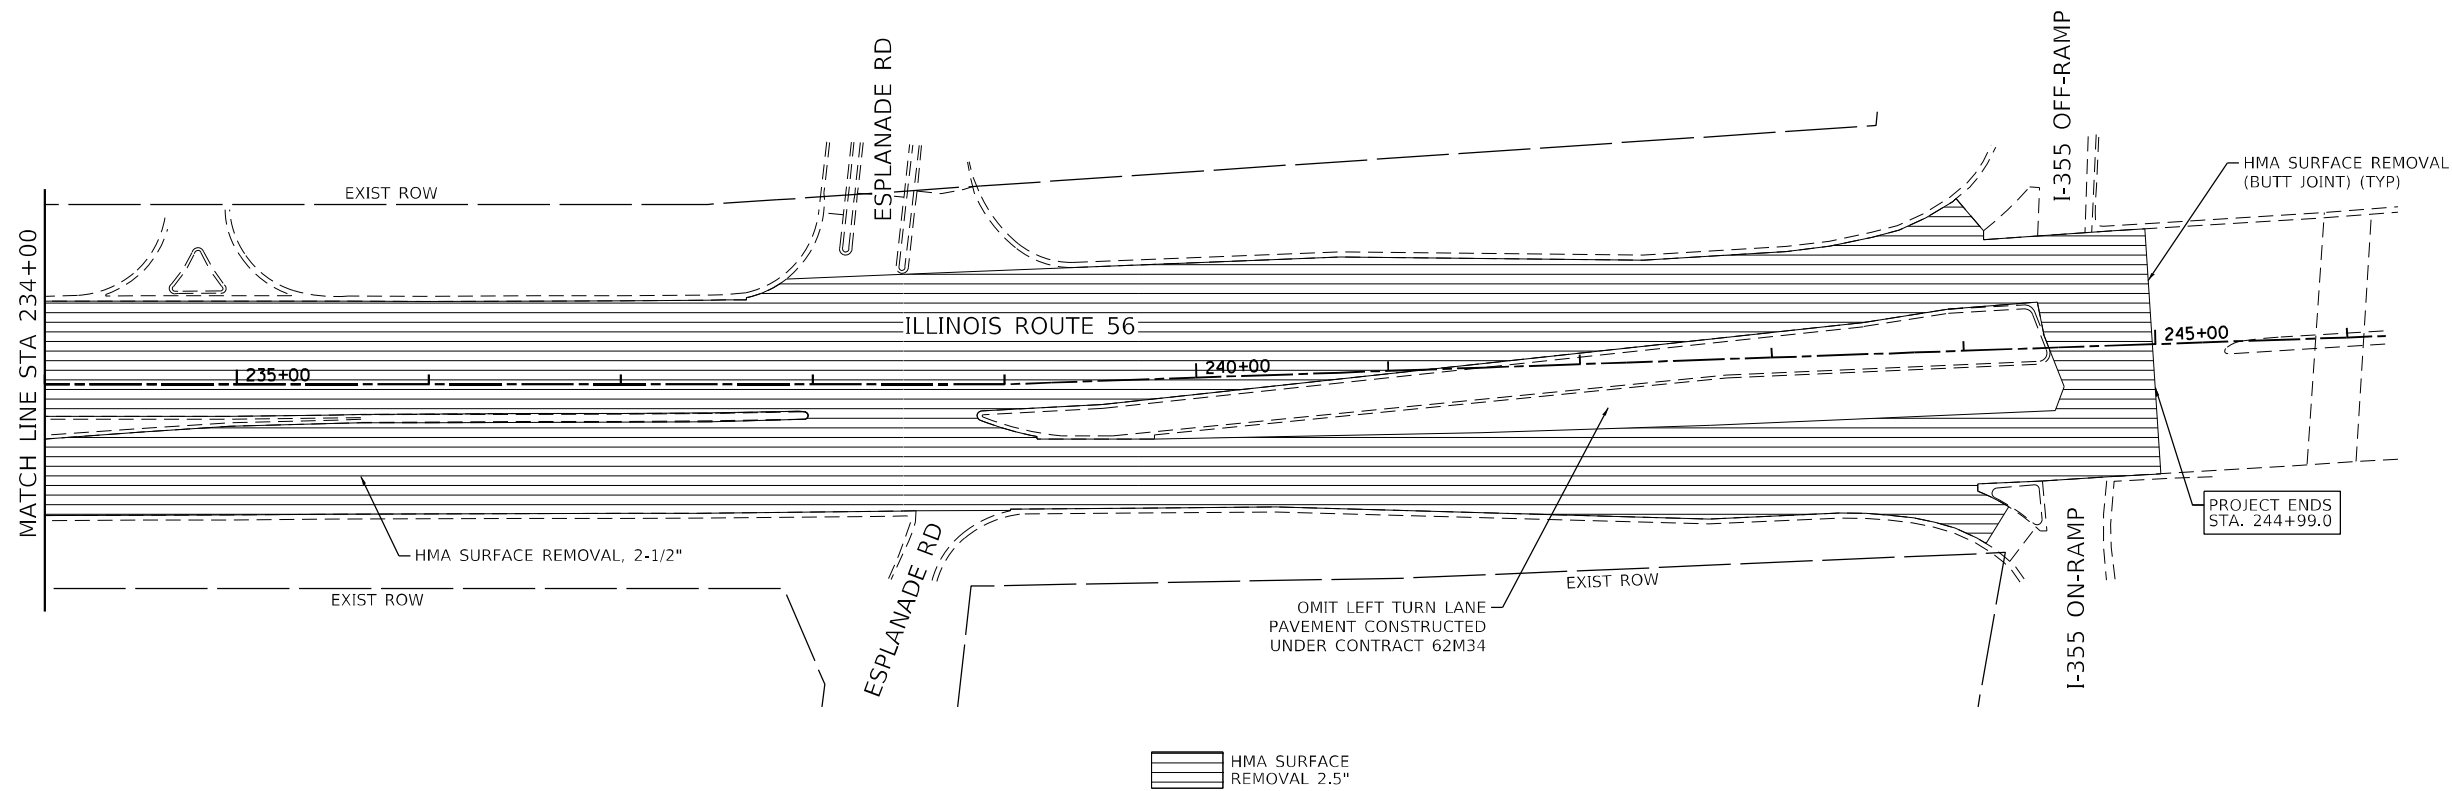 ESPLANADE RD
I-355 OFF-RAMP
HMA SURFACE REMOVAL
(BUTT JOINT) (TYP)
EXIST ROW
MATCH LINE STA 234+00
ILLINOIS ROUTE 56
245+00
240+00
235+00
PROJECT ENDS
STA. 244+99.0
HMA SURFACE REMOVAL, 2-1/2"
EXIST ROW
ESPLANADE RD
EXIST ROW
I-355 ON-RAMP
OMIT LEFT TURN LANE
PAVEMENT CONSTRUCTED
UNDER CONTRACT 62M34
HMA SURFACE
REMOVAL 2.5"